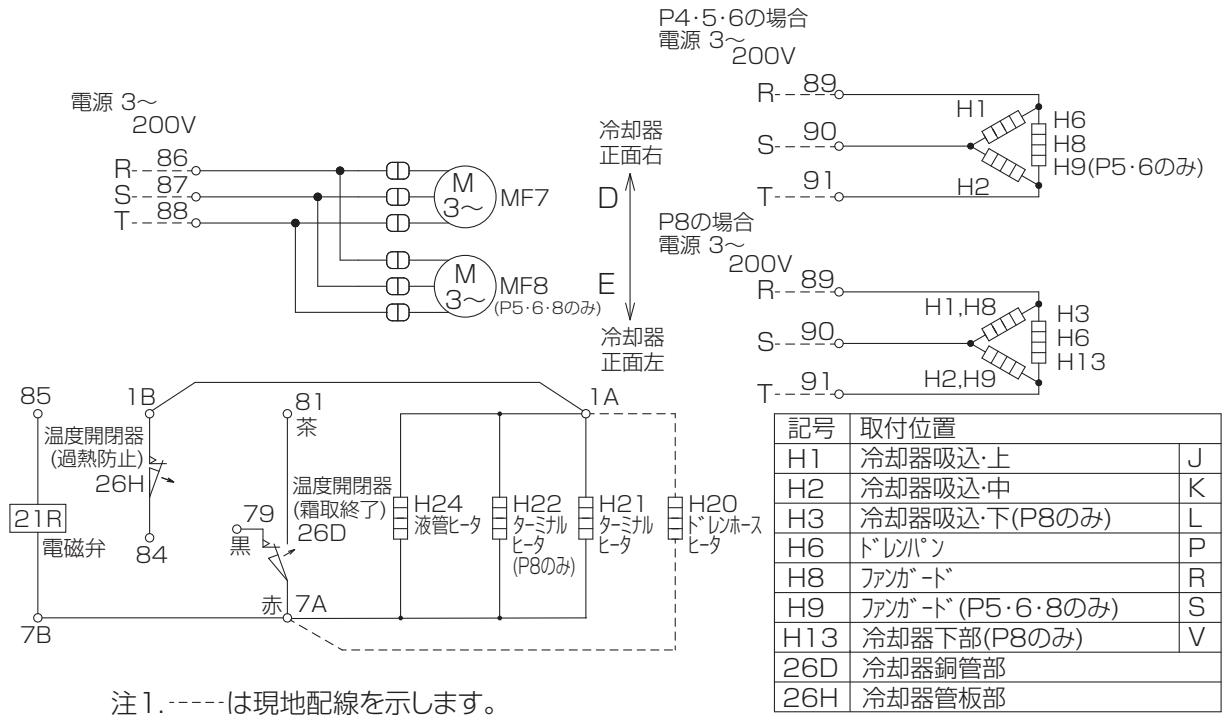 電源 3～
200V
R 86
S 87
T 88
M
3～
MF7
M
3～
MF8
(P5･6･8のみ)
冷却器
正面右
D
E
冷却器
正面左
P4･5･6の場合
電源 3～
200V
R 89
S 90
T 91
H1
H2
H6
H8
H9(P5･6のみ)
P8の場合
電源 3～
200V
R 89
S 90
T 91
H1,H8
H2,H9
H3
H6
H13
85
21R
電磁弁
7B
1B
温度開閉器
(過熱防止)
26H
84
81
茶
温度開閉器
(霜取終了)
26D
79
黒
赤 7A
1A
H24
液管ヒータ
H22
ターミナル
ヒータ
(P8のみ)
H21
ターミナル
ヒータ
H20
ドレンホース
ヒータ
記号 取付位置
H1 冷却器吸込･上 J
H2 冷却器吸込･中 K
H3 冷却器吸込･下(P8のみ) L
H6 ドレンパン P
H8 ファンガード R
H9 ファンガード(P5･6･8のみ) S
H13 冷却器下部(P8のみ) V
26D 冷却器銅管部
26H 冷却器管板部
注1.-----は現地配線を示します。